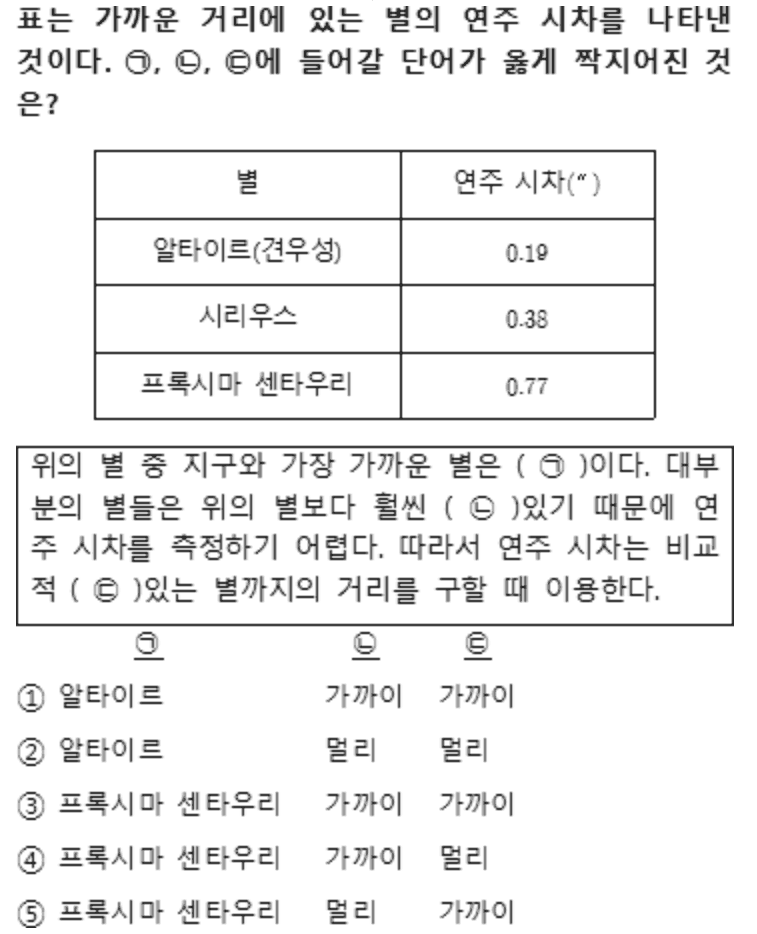 표는 가까운 거리에 있는 별의 연주 시차를 나타낸
것이다. ㉠, ㉡, ㉢에 들어갈 단어가 옳게 짝지어진 것
은?
별 연주 시차(″)
알타이르(견우성) 0.19
시리우스 0.38
프록시마 센타우리 0.77
위의 별 중 지구와 가장 가까운 별은 ( ㉠ )이다. 대부
분의 별들은 위의 별보다 훨씬 ( ㉡ )있기 때문에 연
주 시차를 측정하기 어렵다. 따라서 연주 시차는 비교
적 ( ㉢ )있는 별까지의 거리를 구할 때 이용한다.
㉠ ㉡ ㉢
① 알타이르 가까이 가까이
② 알타이르 멀리 멀리
③ 프록시마 센타우리 가까이 가까이
④ 프록시마 센타우리 가까이 멀리
⑤ 프록시마 센타우리 멀리 가까이